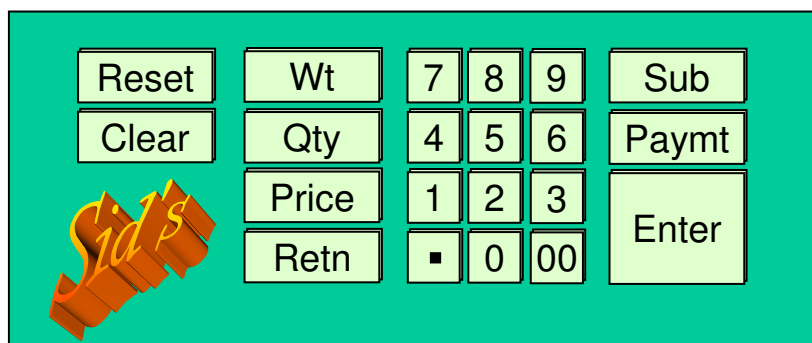 Reset Wt 7 8 9 Sub
Clear Qty 4 5 6 Paymt
Price 1 2 3
Enter
Retn . 0 00
Sid's